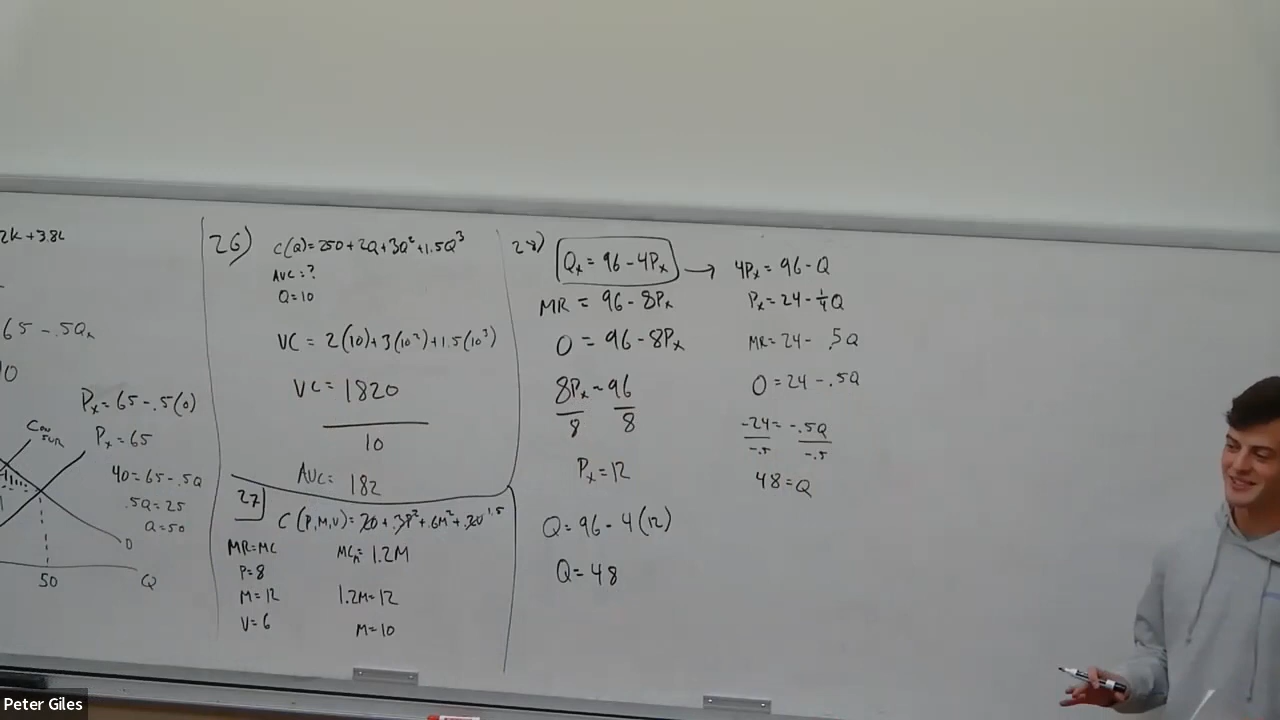 2K+3.8L
65 - .5Qx
Px = 65 - .5(0)
Px = 65
Con
Sur
40 = 65 - .5Q
.5Q = 25
Q = 50
D
50
Q
26)
C(Q) = 250 + 2Q + 3Q² + 1.5Q³
AVC = ?
Q = 10
VC = 2(10) + 3(10²) + 1.5(10³)
VC = 1820
10
AVC = 182
27
C(P,M,V) = 20 + .3P² + .6M² + .3V^1.5
MR = MC
P = 8
M = 12
V = 6
MC = 1.2M
1.2M = 12
M = 10
28)
Qx = 96 - 4Px →
MR = 96 - 8Px
0 = 96 - 8Px
8Px = 96
8 8
Px = 12
Q = 96 - 4(12)
Q = 48
4Px = 96 - Q
Px = 24 - ¼Q
MR = 24 - .5Q
0 = 24 - .5Q
-24 = -.5Q
-.5 -.5
48 = Q
Peter Giles